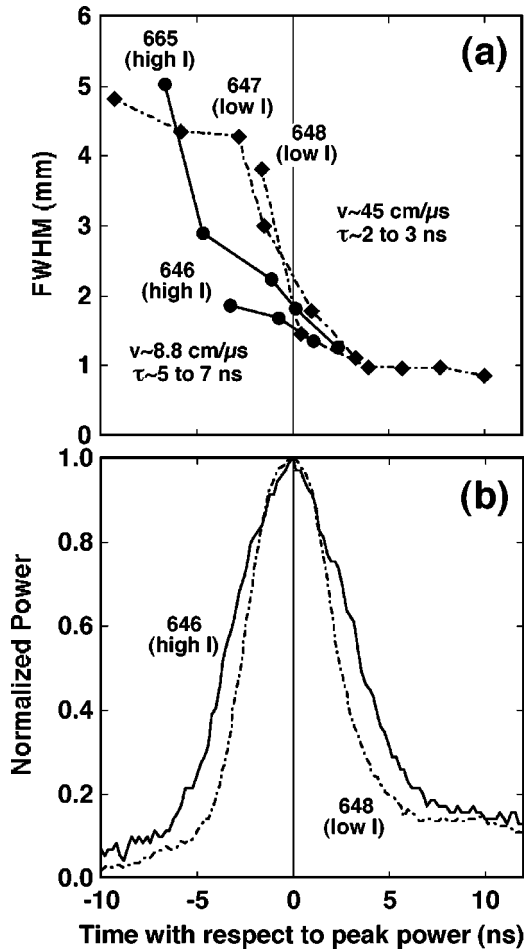 6
5
4
3
2
1
0
FWHM (mm)
(a)
665
(high I)
647
(low I)
648
(low I)
646
(high I)
v~45 cm/µs
τ~2 to 3 ns
v~8.8 cm/µs
τ~5 to 7 ns
1.0
0.8
0.6
0.4
0.2
0.0
Normalized Power
(b)
646
(high I)
648
(low I)
-10
-5
0
5
10
Time with respect to peak power (ns)